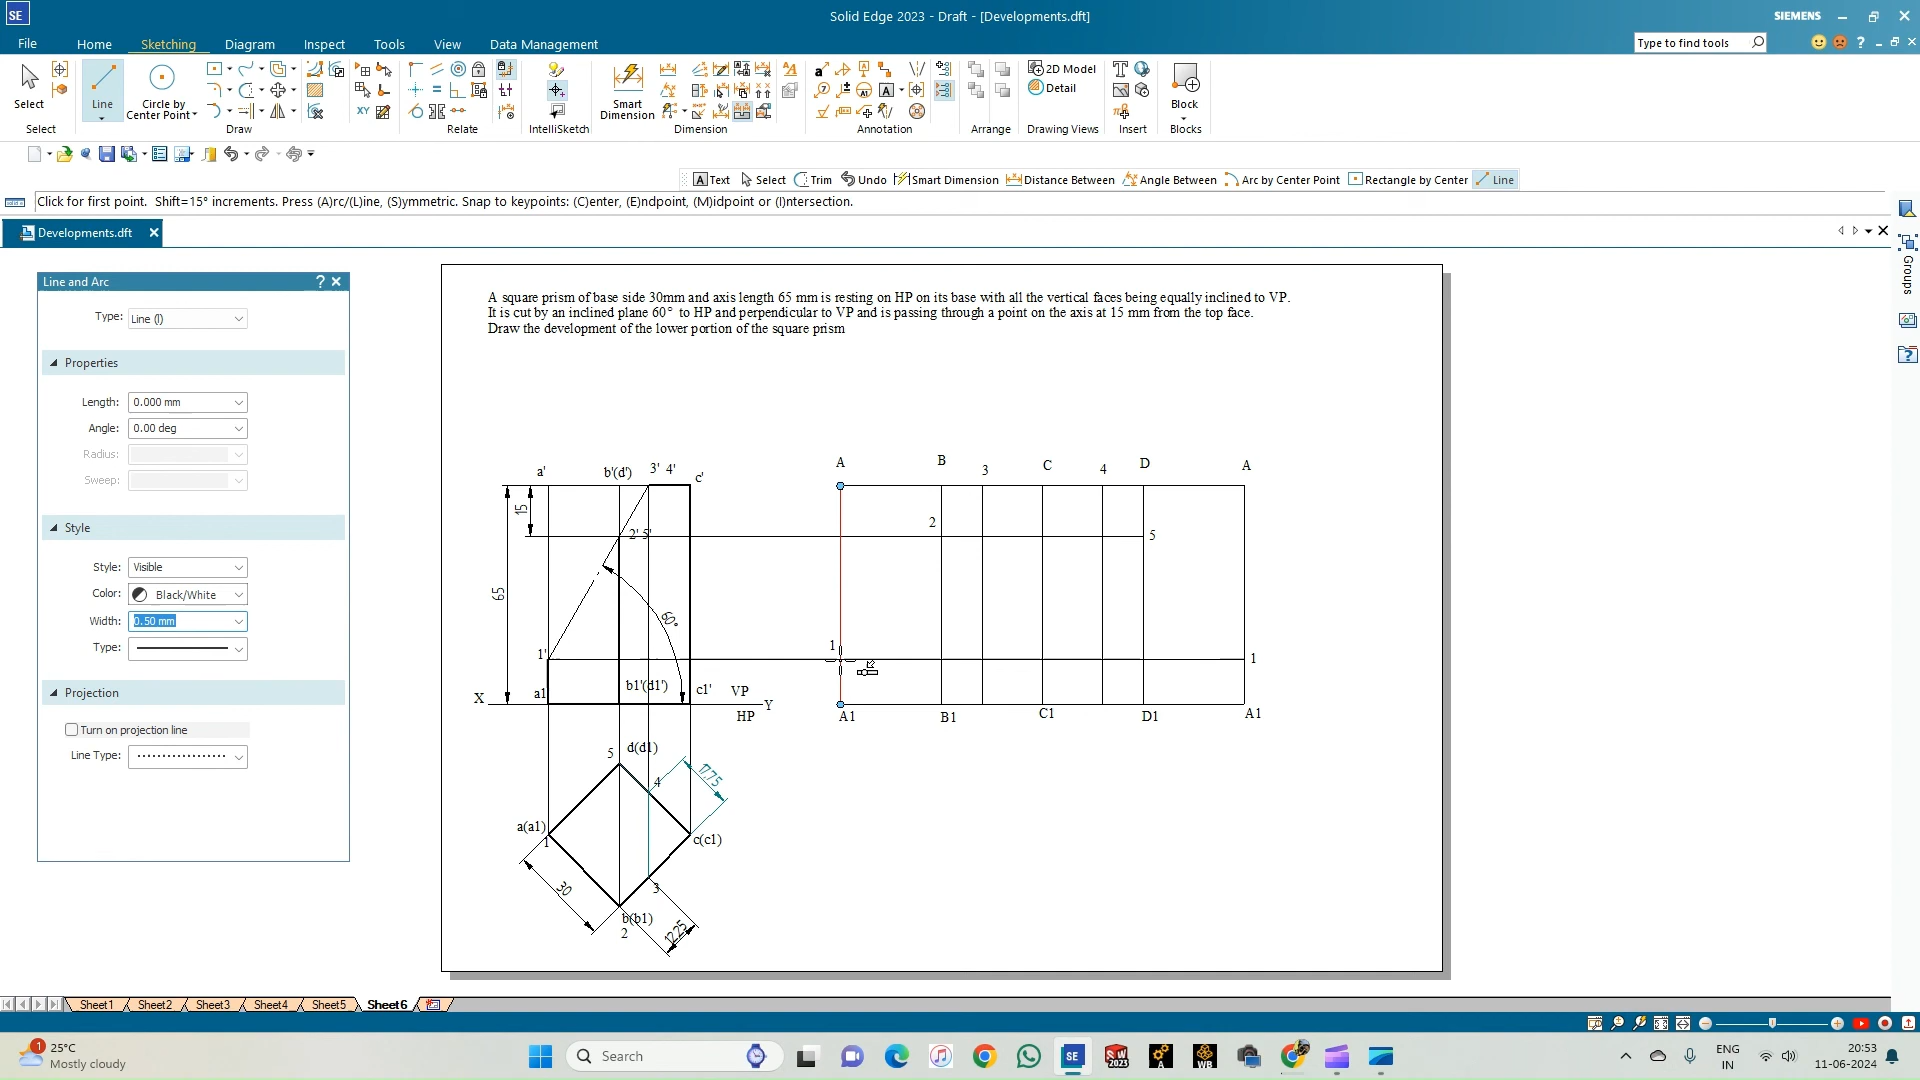 SE
Solid Edge 2023 - Draft - [Developments.dft]
SIEMENS
File
Home
Sketching
Diagram
Inspect
Tools
View
Data Management
Type to find tools
Select
Line
Circle by
Center Point
Smart
Dimension
2D Model
Detail
Block
Select
Draw
Relate
IntelliSketch
Dimension
Annotation
Arrange
Drawing Views
Insert
Blocks
Text
Select
Trim
Undo
Smart Dimension
Distance Between
Angle Between
Arc by Center Point
Rectangle by Center
Line
Click for first point.  Shift=15° increments. Press (A)rc/(L)ine, (S)ymmetric. Snap to keypoints: (C)enter, (E)ndpoint, (M)idpoint or (I)ntersection.
Developments.dft
Groups
Line and Arc
Type: Line (l)
Properties
Length: 0.000 mm
Angle: 0.00 deg
Radius:
Sweep:
Style
Style: Visible
Color: Black/White
Width: 0.50 mm
Type:
Projection
Turn on projection line
Line Type:
A square prism of base side 30mm and axis length 65 mm is resting on HP on its base with all the vertical faces being equally inclined to VP.
It is cut by an inclined plane 60° to HP and perpendicular to VP and is passing through a point on the axis at 15 mm from the top face.
Draw the development of the lower portion of the square prism
a' b'(d') 3' 4' c'
A B 3 C 4 D A
15
2' 5'
2
5
65
60°
1'
1
1
a1' b1'(d1') c1' VP
X Y
HP
A1 B1 C1 D1 A1
5 d(d1)
4
17,75
a(a1)
1
c(c1)
30
3
b(b1)
2
12,25
Sheet1
Sheet2
Sheet3
Sheet4
Sheet5
Sheet6
1
25°C
Mostly cloudy
Search
SE
SW
2023
A
WB
ENG
IN
20:53
11-06-2024